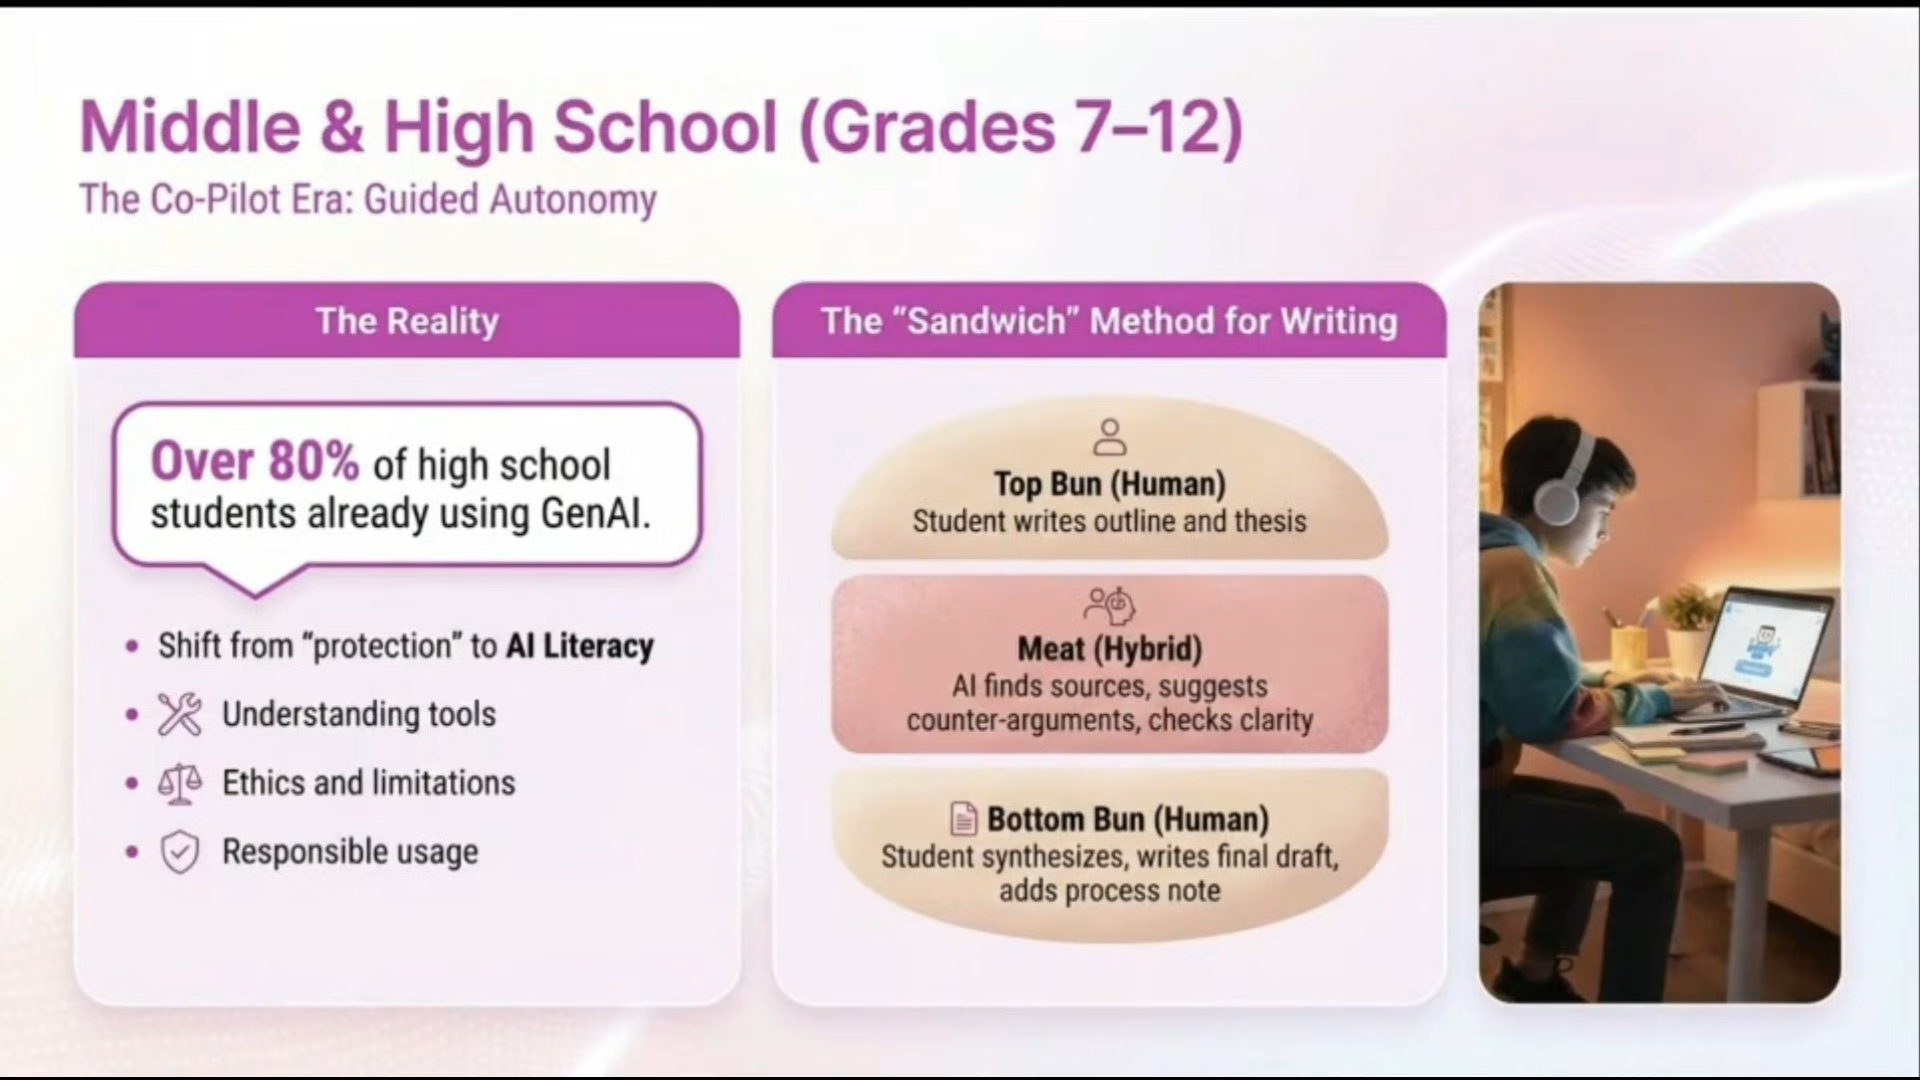 Middle & High School (Grades 7–12)
The Co-Pilot Era: Guided Autonomy
The Reality
Over 80% of high school
students already using GenAI.
• Shift from “protection” to AI Literacy
• Understanding tools
• Ethics and limitations
• Responsible usage
The “Sandwich” Method for Writing
Top Bun (Human)
Student writes outline and thesis
Meat (Hybrid)
AI finds sources, suggests
counter-arguments, checks clarity
Bottom Bun (Human)
Student synthesizes, writes final draft,
adds process note